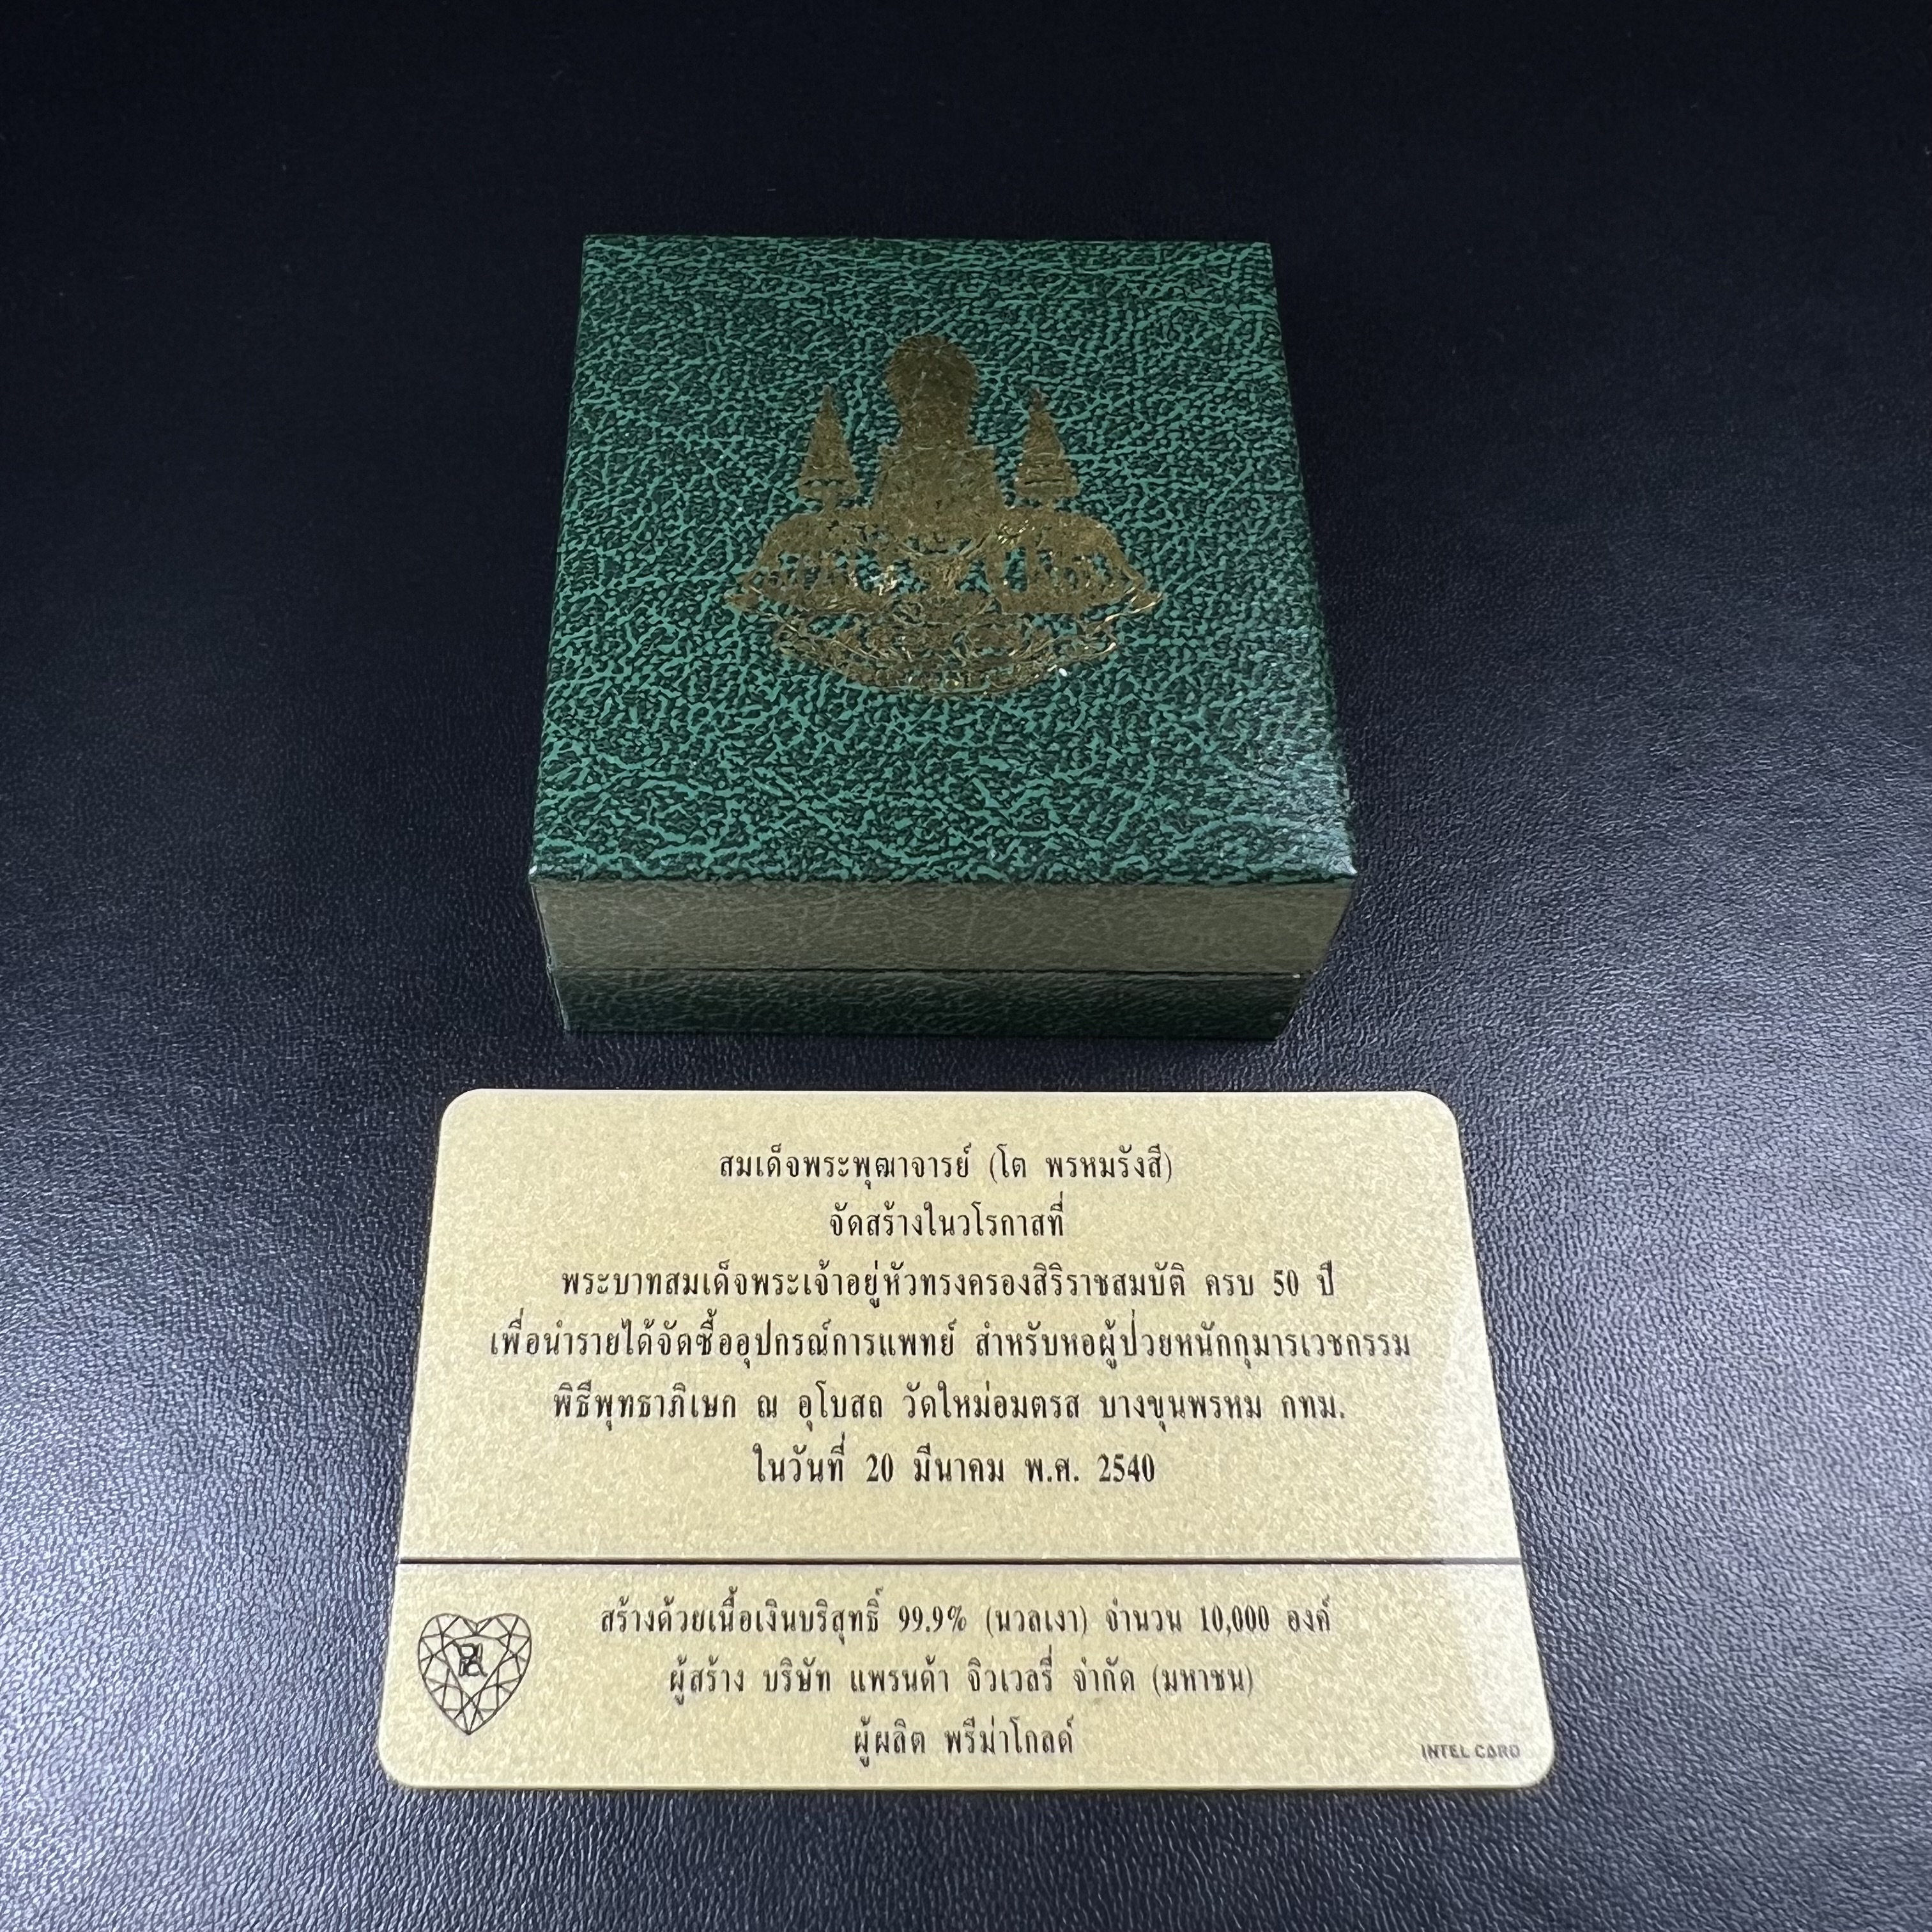 สมเด็จพระพุฒาจารย์ (โต พรหมรังสี)
จัดสร้างในวโรกาสที่
พระบาทสมเด็จพระเจ้าอยู่หัวทรงครองสิริราชสมบัติ ครบ 50 ปี
เพื่อนำรายได้จัดซื้ออุปกรณ์การแพทย์ สำหรับหอผู้ป่วยหนักกุมารเวชกรรม
พิธีพุทธาภิเษก ณ อุโบสถ วัดใหม่อมตรส บางขุนพรหม กทม.
ในวันที่ 20 มีนาคม พ.ศ. 2540
สร้างด้วยเนื้อเงินบริสุทธิ์ 99.9% (นวลเงา) จำนวน 10,000 องค์
ผู้สร้าง บริษัท แพรนด้า จิวเวลรี่ จำกัด (มหาชน)
ผู้ผลิต พรีม่าโกลด์
INTEL CARD